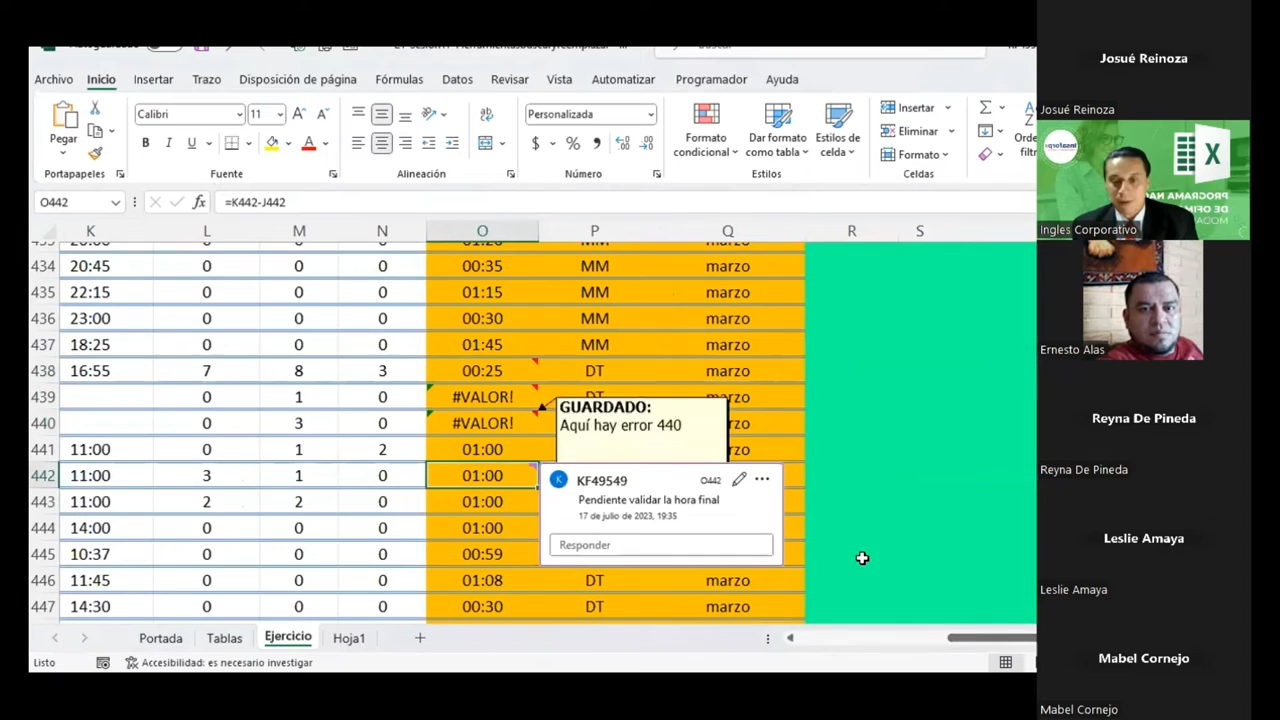 Archivo Inicio Insertar Trazo Disposición de página Fórmulas Datos Revisar Vista Automatizar Programador Ayuda
Pegar
Portapapeles
Calibri 11
N K S
Fuente
Alineación
Personalizada
$ %
Número
Formato condicional
Dar formato como tabla
Estilos de celda
Estilos
Insertar
Eliminar
Formato
Celdas
O442 fx =K442-J442
K L M N O P Q R S
434 20:45 0 0 0 00:35 MM marzo
435 22:15 0 0 0 01:15 MM marzo
436 23:00 0 0 0 00:30 MM marzo
437 18:25 0 0 0 01:45 MM marzo
438 16:55 7 8 3 00:25 DT marzo
439 0 1 0 #VALOR! DT
440 0 3 0 #VALOR!
441 11:00 0 1 2 01:00
442 11:00 3 1 0 01:00
443 11:00 2 2 0 01:00
444 14:00 0 0 0 01:00
445 10:37 0 0 0 00:59
446 11:45 0 0 0 01:08 DT marzo
447 14:30 0 0 0 00:30 DT marzo
GUARDADO:
Aquí hay error 440
K KF49549 O442
Pendiente validar la hora final
17 de julio de 2023, 19:35
Responder
Portada Tablas Ejercicio Hoja1
Listo Accesibilidad: es necesario investigar
Josué Reinoza
Josué Reinoza
Ingles Corporativo
Ernesto Alas
Reyna De Pineda
Reyna De Pineda
Leslie Amaya
Leslie Amaya
Mabel Cornejo
Mabel Cornejo